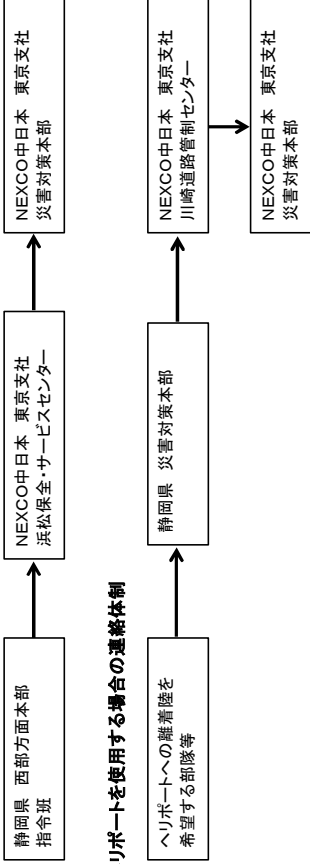 静岡県　西部方面本部
指令班
NEXCO中日本　東京支社
浜松保全・サービスセンター
NEXCO中日本　東京支社
災害対策本部
リポートを使用する場合の連絡体制
ヘリポートへの離着陸を
希望する部隊等
静岡県　災害対策本部
NEXCO中日本　東京支社
川崎道路管制センター
NEXCO中日本　東京支社
災害対策本部